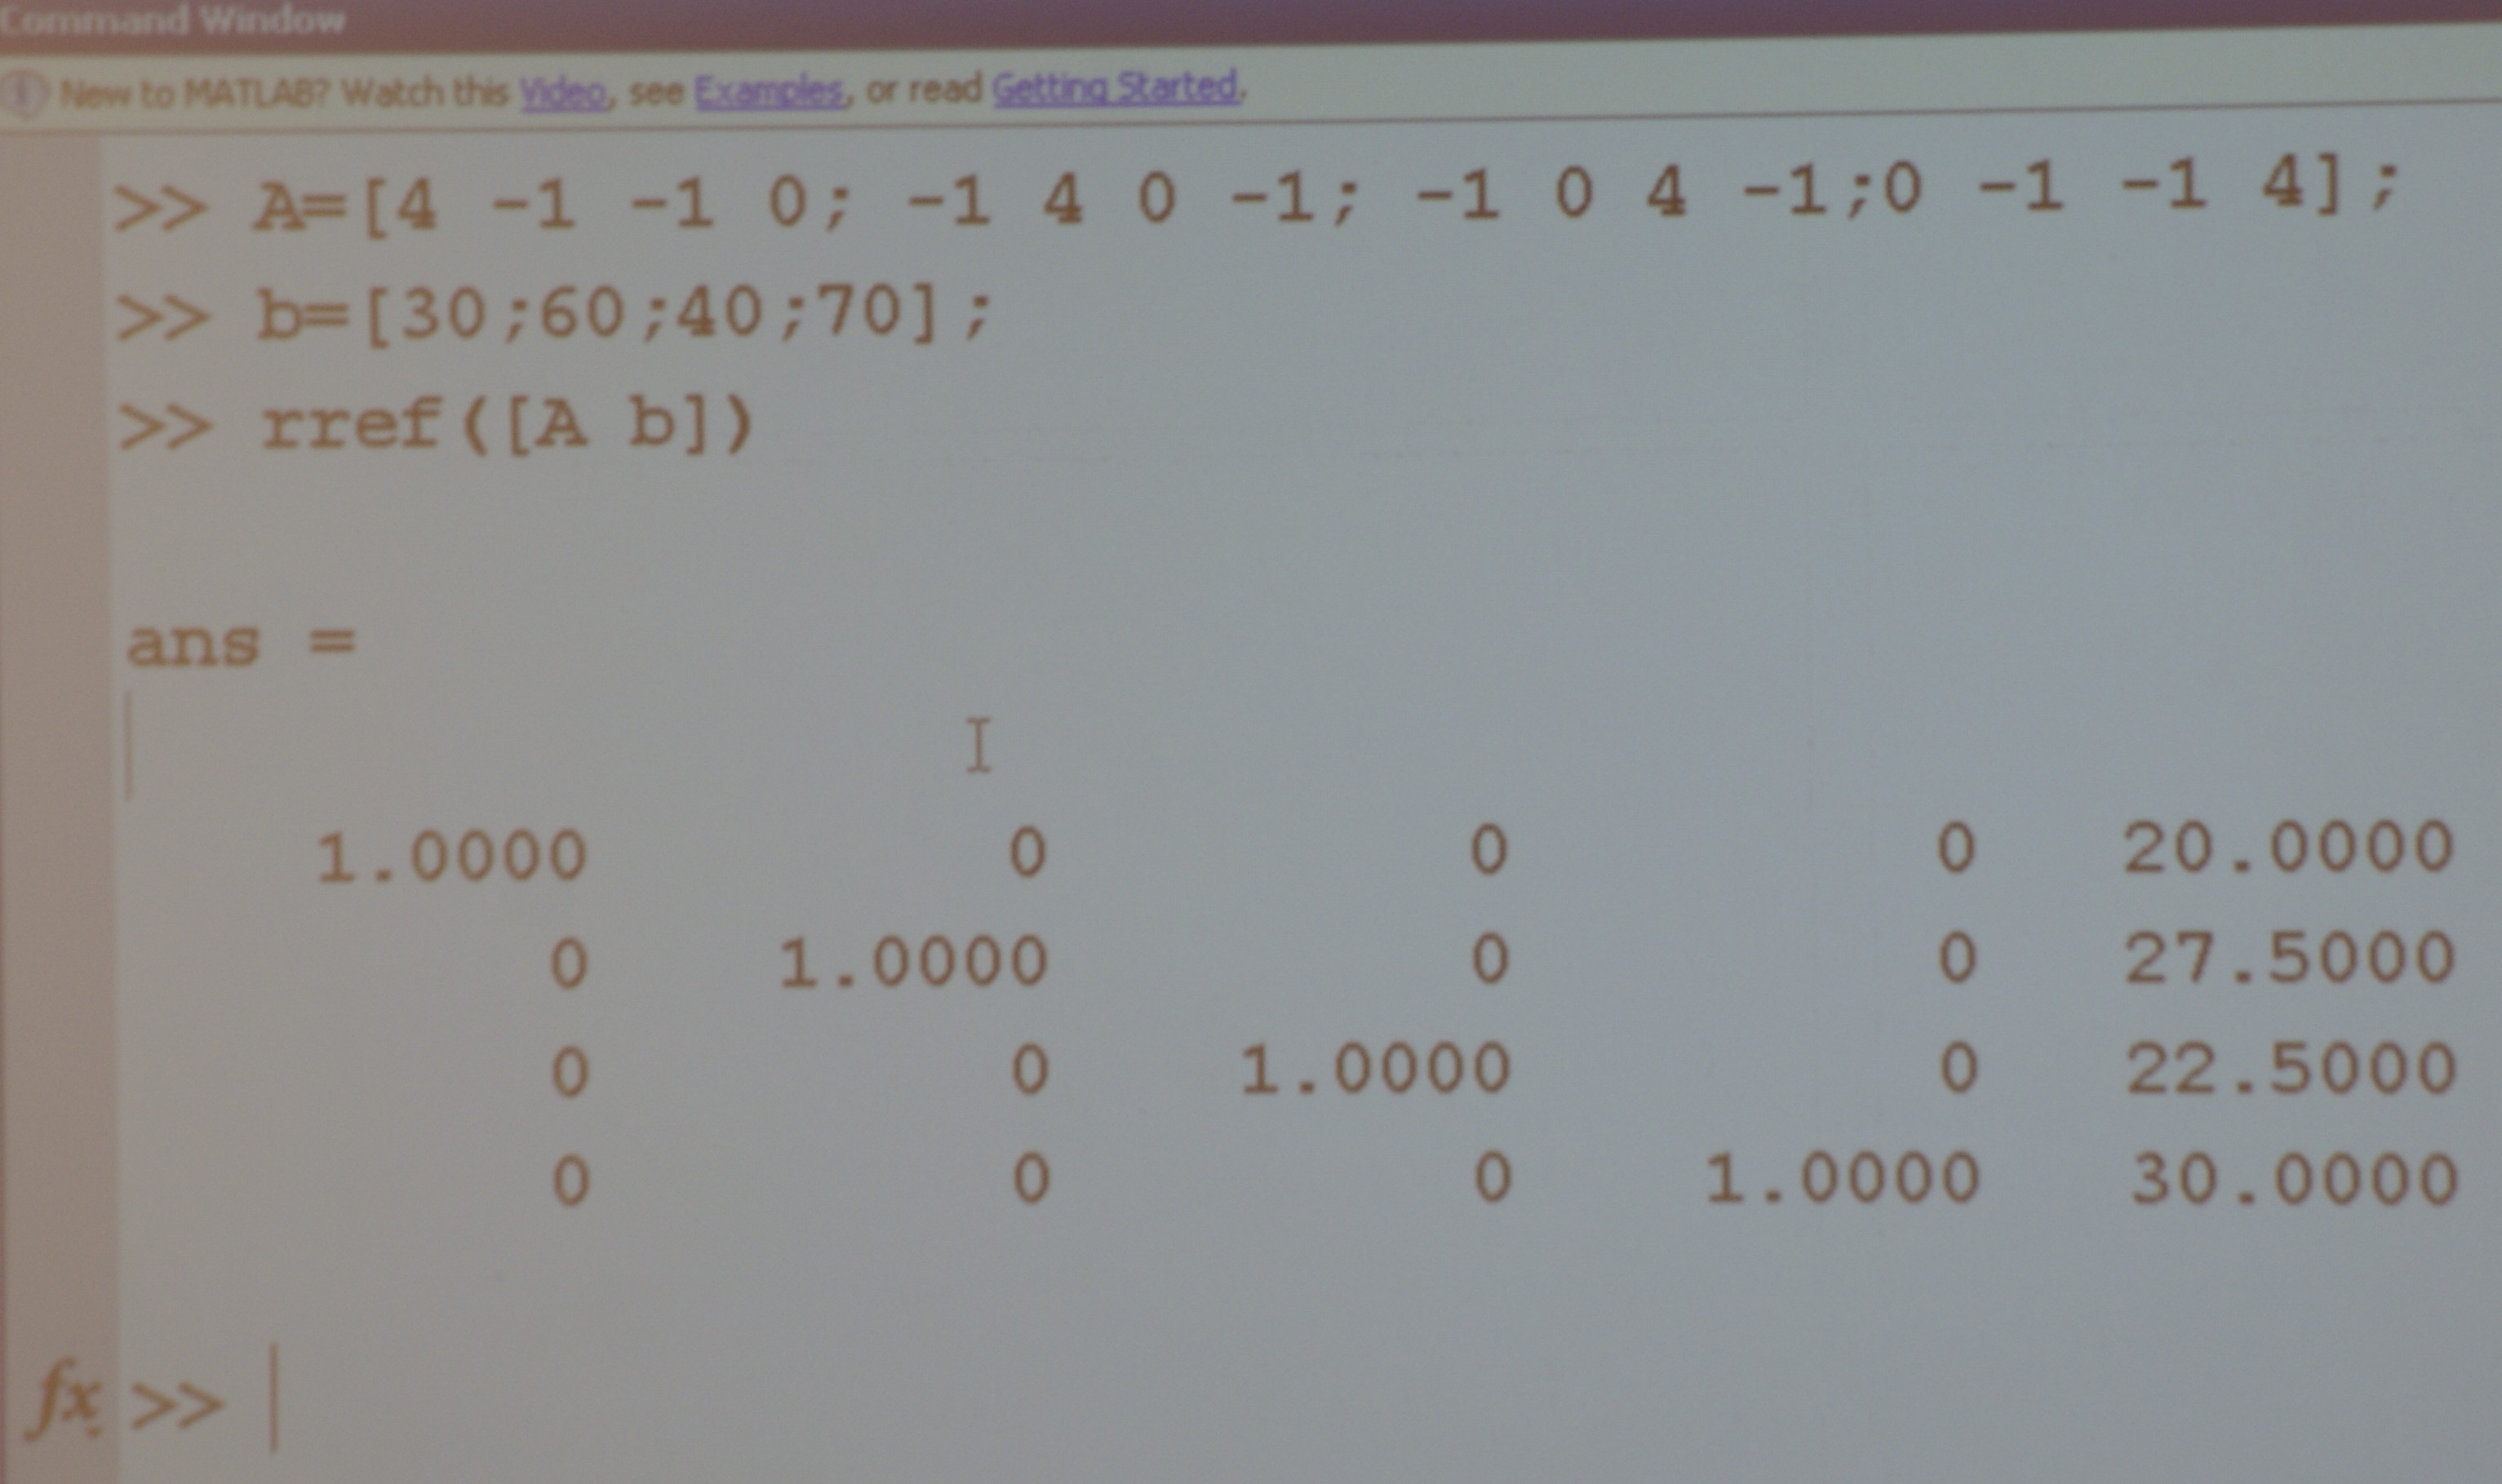 Command Window
New to MATLAB? Watch this Video, see Examples, or read Getting Started.
>> A=[4 -1 -1 0; -1 4 0 -1; -1 0 4 -1;0 -1 -1 4];
>> b=[30;60;40;70];
>> rref([A b])
ans =
1.0000 0 0 0 20.0000
0 1.0000 0 0 27.5000
0 0 1.0000 0 22.5000
0 0 0 1.0000 30.0000
fx >>